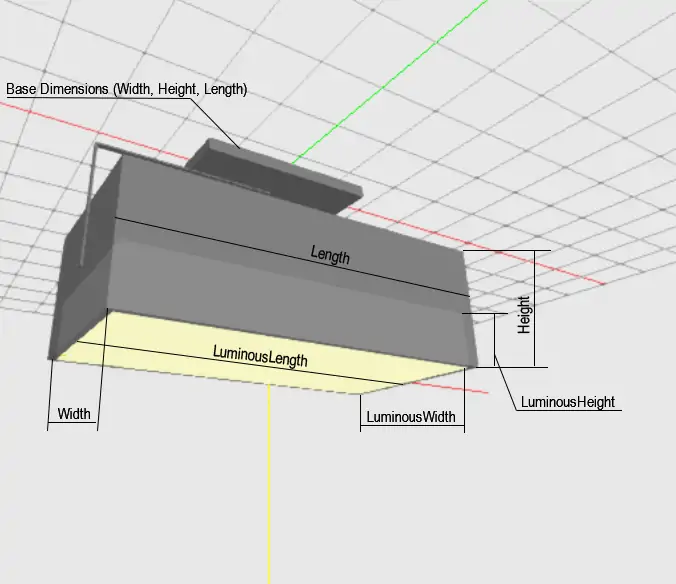 Base Dimensions (Width, Height, Length)
Length
Height
LuminousLength
LuminousHeight
Width
LuminousWidth